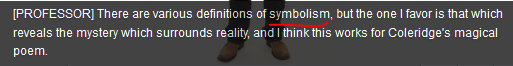 [PROFESSOR] There are various definitions of symbolism, but the one I favor is that which
reveals the mystery which surrounds reality, and I think this works for Coleridge's magical
poem.